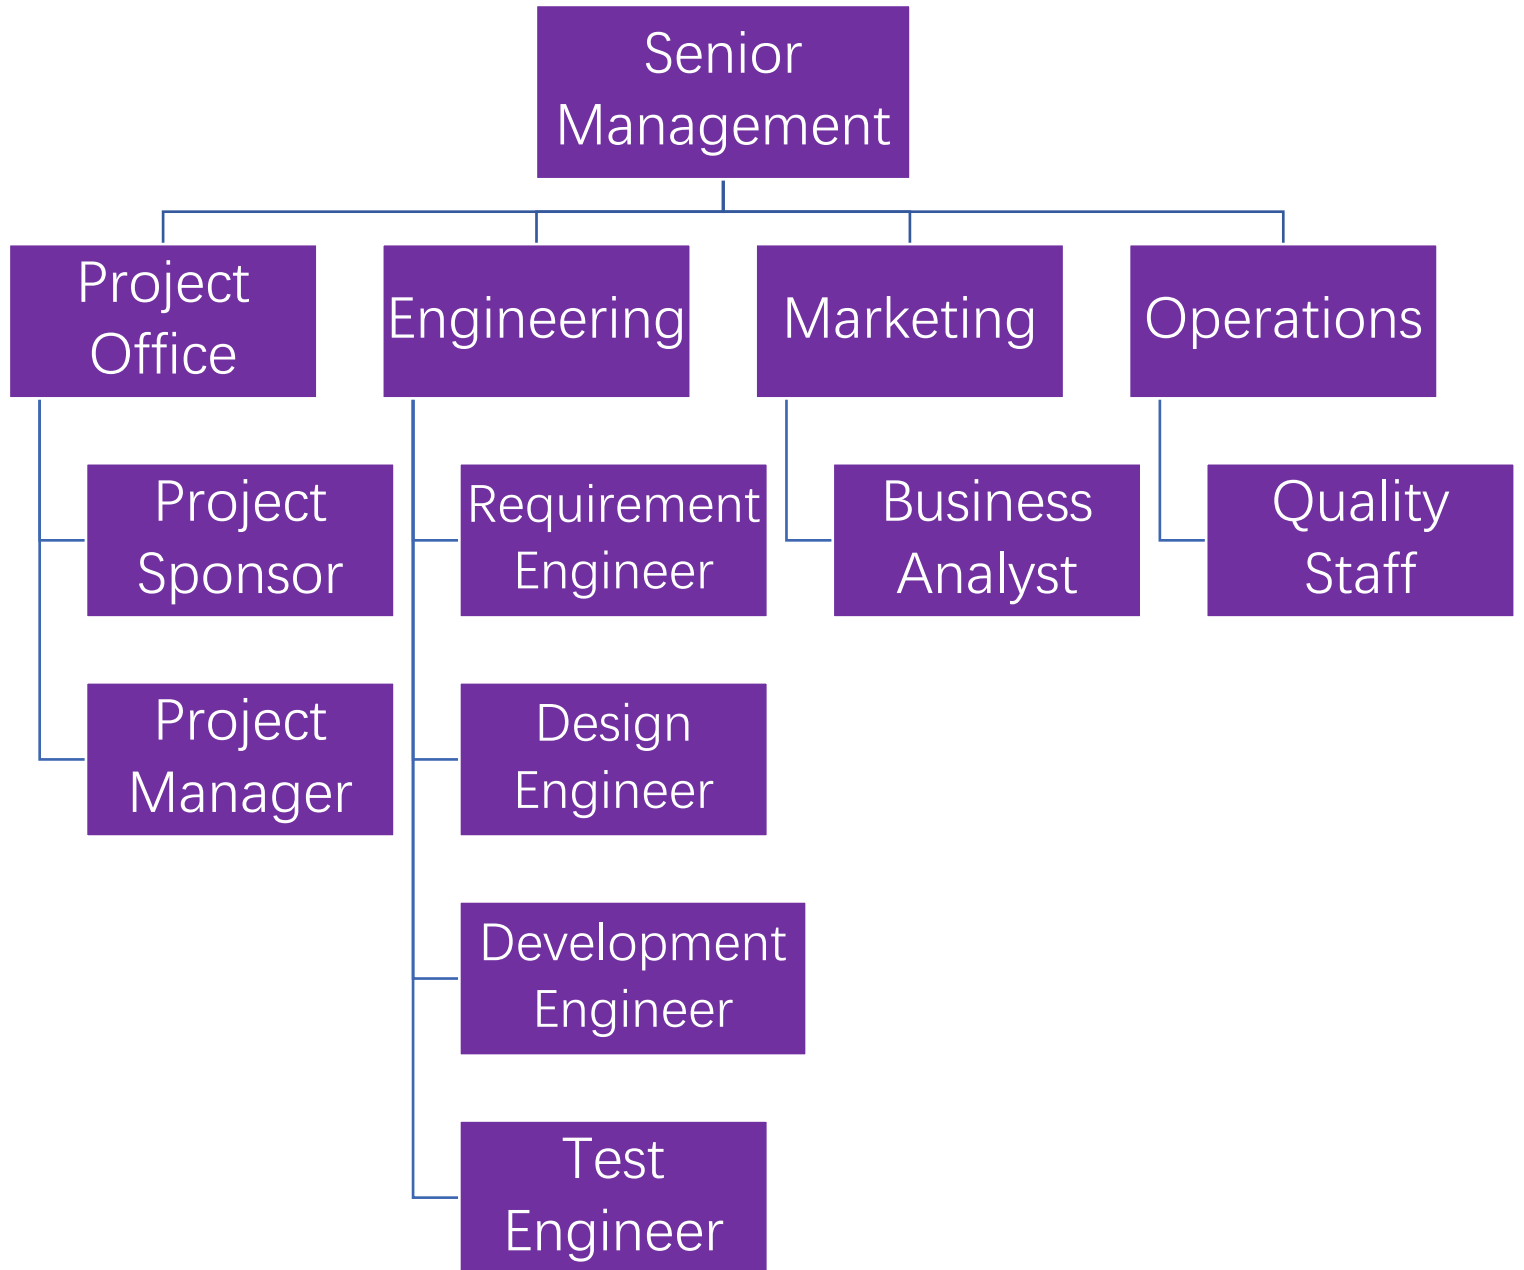 Senior
Management
Project
Office
Engineering
Marketing
Operations
Project
Sponsor
Requirement
Engineer
Business
Analyst
Quality
Staff
Project
Manager
Design
Engineer
Development
Engineer
Test
Engineer